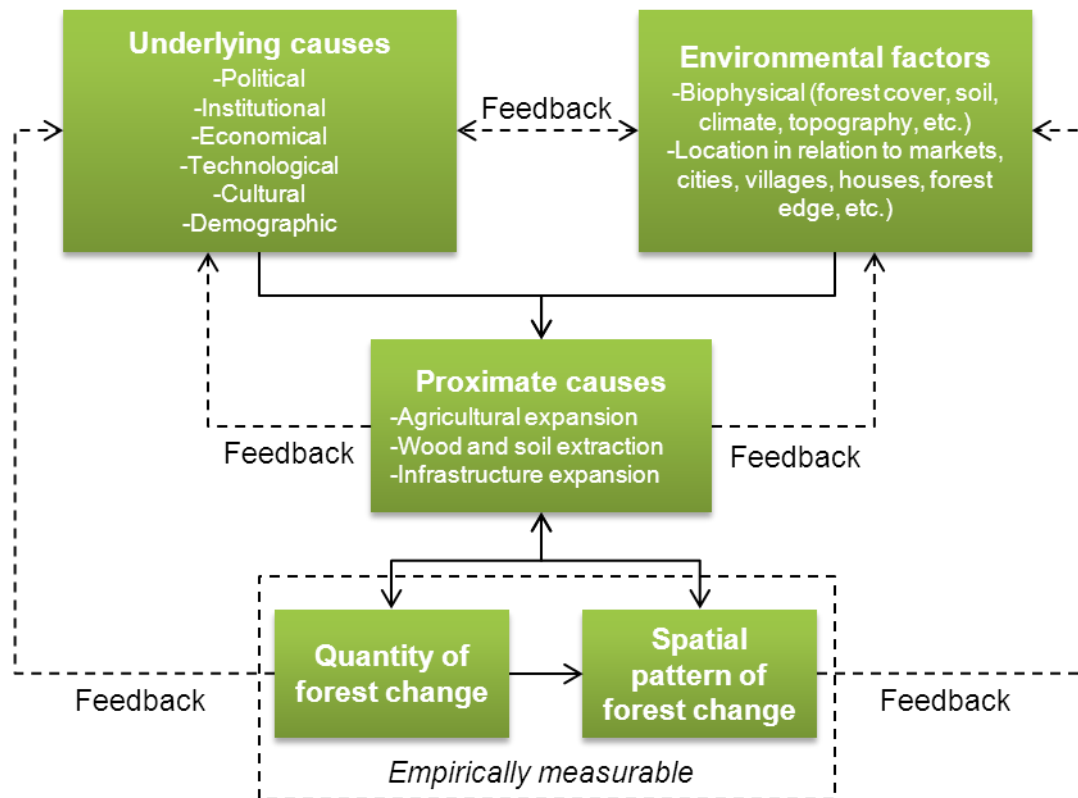 Underlying causes
-Political
-Institutional
-Economical
-Technological
-Cultural
-Demographic
Feedback
Environmental factors
-Biophysical (forest cover, soil,
climate, topography, etc.)
-Location in relation to markets,
cities, villages, houses, forest
edge, etc.)
Proximate causes
-Agricultural expansion
-Wood and soil extraction
-Infrastructure expansion
Feedback
Feedback
Quantity of
forest change
Spatial
pattern of
forest change
Feedback
Feedback
Empirically measurable